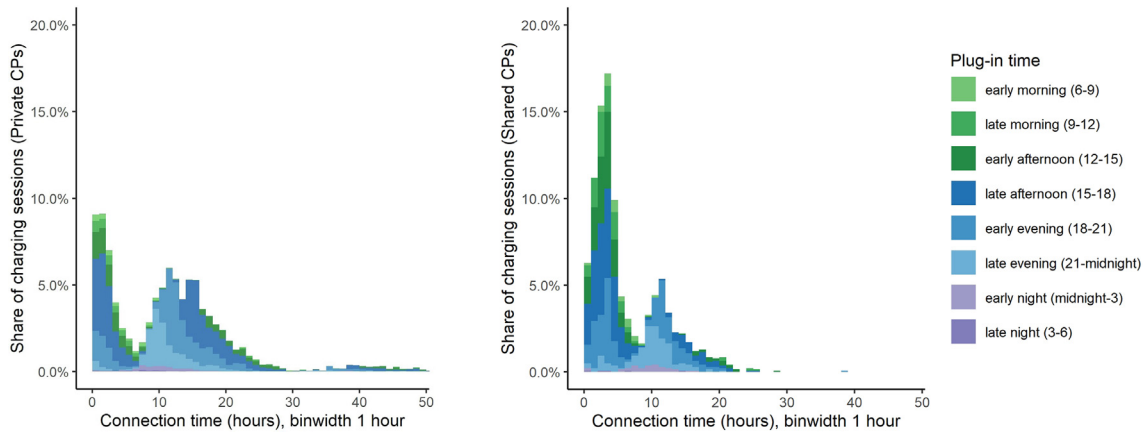 20.0%
15.0%
10.0%
5.0%
0.0%
Share of charging sessions (Private CPs)
0 10 20 30 40 50
Connection time (hours), binwidth 1 hour
20.0%
15.0%
10.0%
5.0%
0.0%
Share of charging sessions (Shared CPs)
0 10 20 30 40 50
Connection time (hours), binwidth 1 hour
Plug-in time
early morning (6-9)
late morning (9-12)
early afternoon (12-15)
late afternoon (15-18)
early evening (18-21)
late evening (21-midnight)
early night (midnight-3)
late night (3-6)